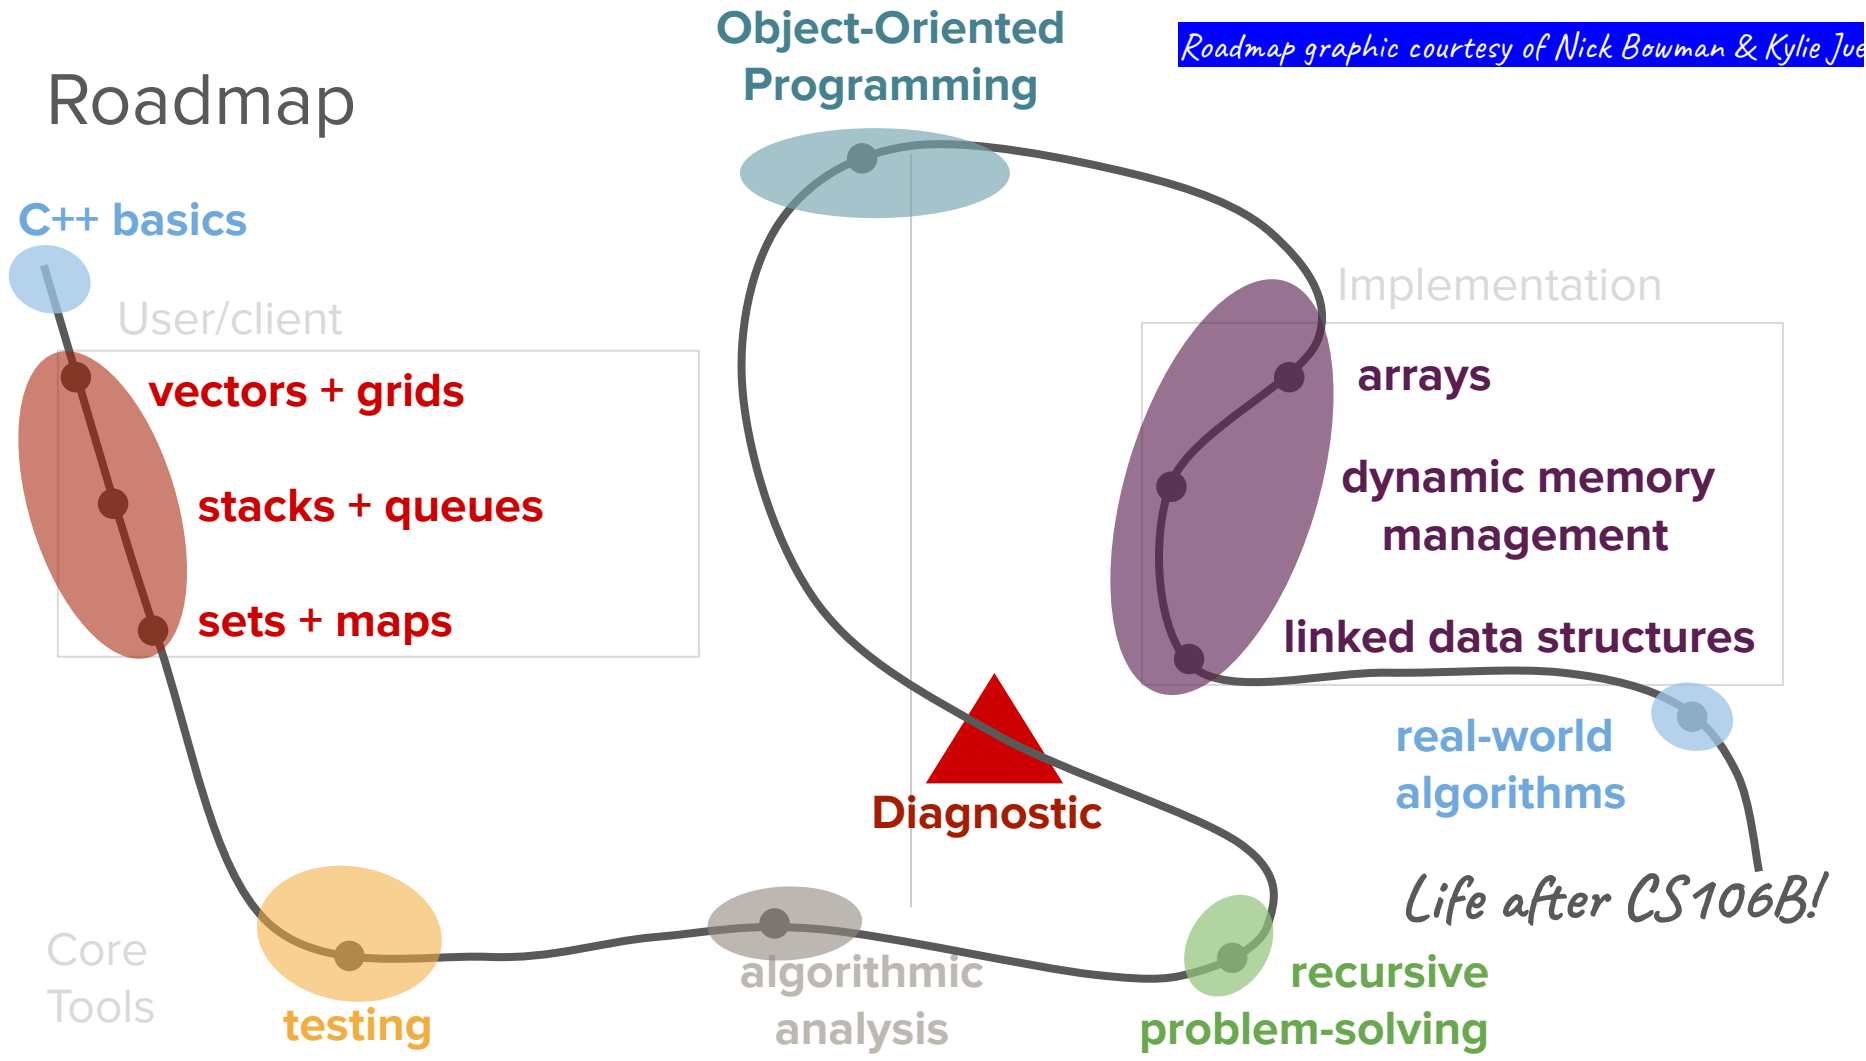 Object-Oriented
Programming
Roadmap graphic courtesy of Nick Bowman & Kylie Jue
Roadmap
C++ basics
User/client
vectors + grids
stacks + queues
sets + maps
Implementation
arrays
dynamic memory
management
linked data structures
real-world
algorithms
Diagnostic
Life after CS106B!
Core
Tools
testing
algorithmic
analysis
recursive
problem-solving